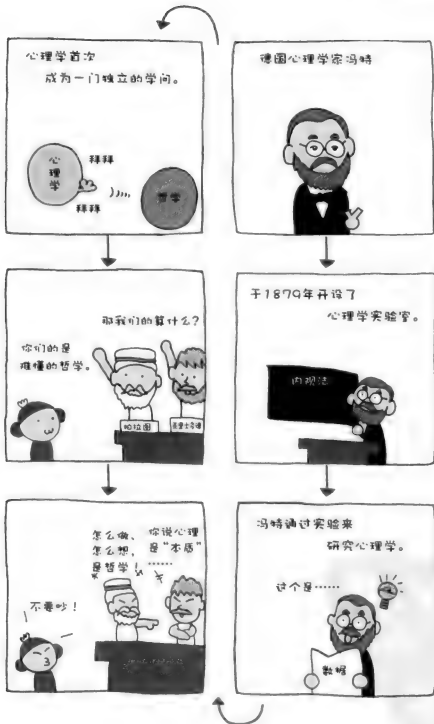 德国心理学家冯特
于1879年开设了
心理学实验室。
内观法
冯特通过实验来
研究心理学。
这个是……
数据
心理学首次
成为一门独立的学问。
心理学
拜拜
拜拜
哲学
那我们的算什么？
你们的是
难懂的哲学。
柏拉图
亚里士多德
怎么做、
怎么想，
是哲学！
你说心理
是“本质”
……
不要吵！